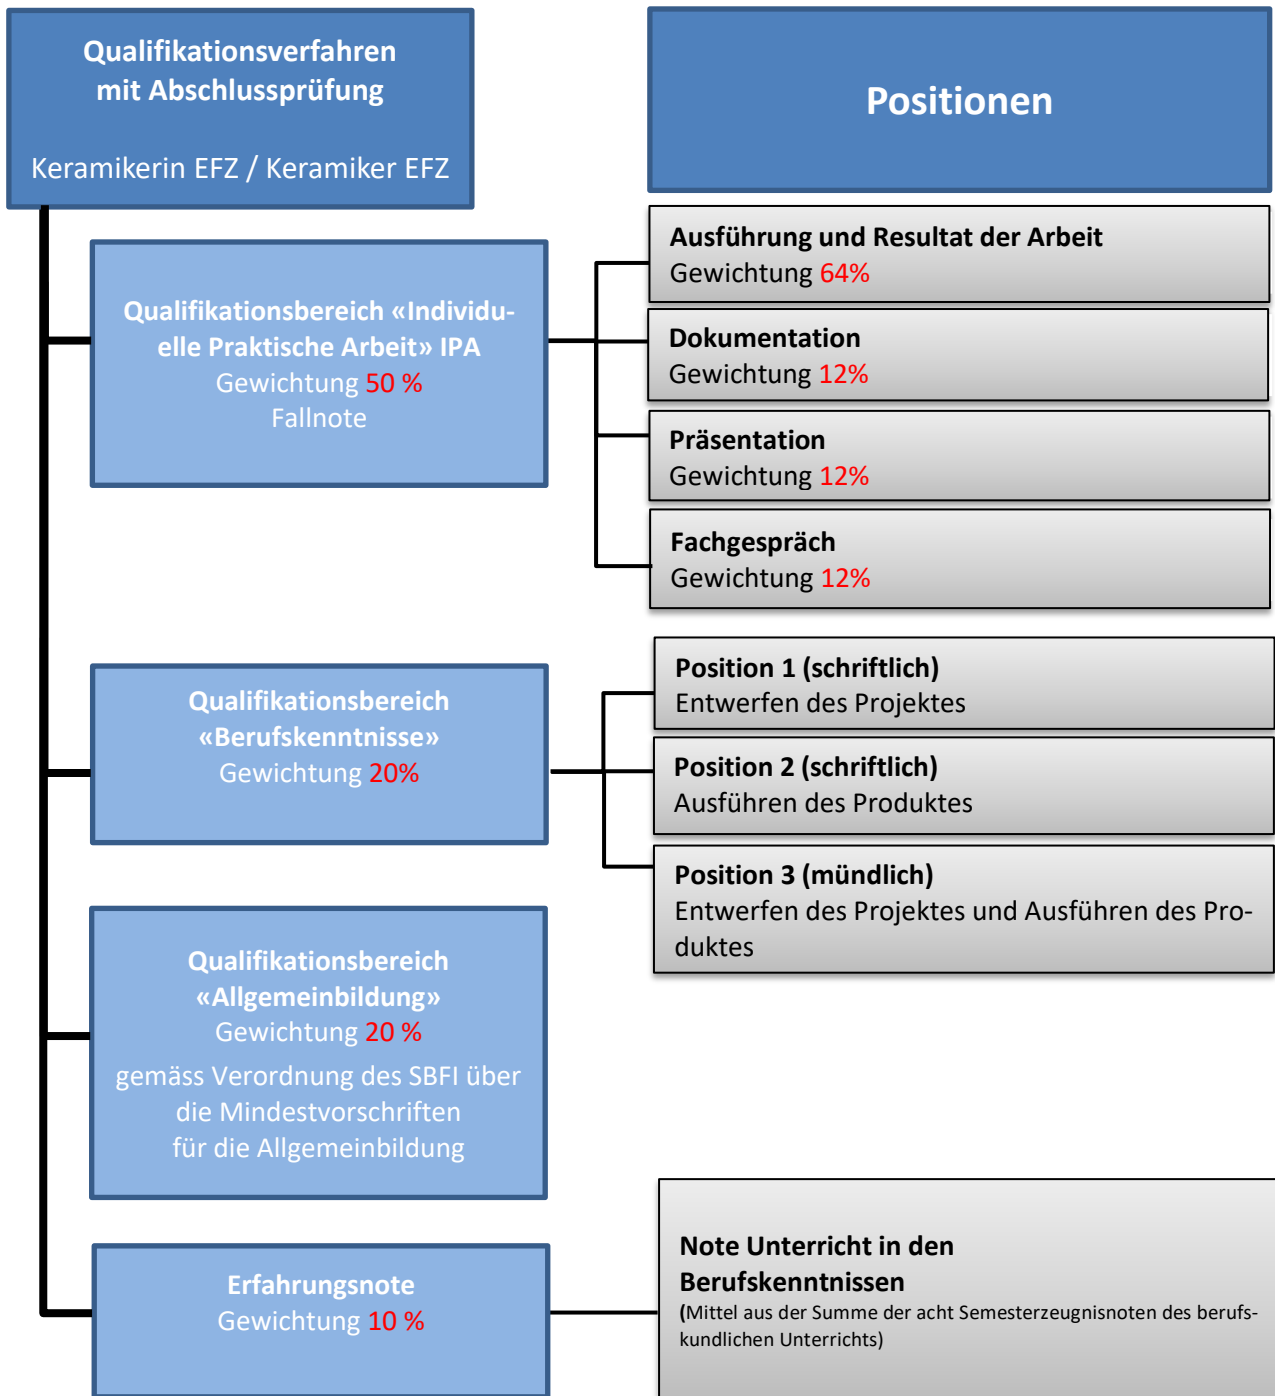 Qualifikationsverfahren
mit Abschlussprüfung
Keramikerin EFZ / Keramiker EFZ
Positionen
Qualifikationsbereich «Individu-
elle Praktische Arbeit» IPA
Gewichtung 50 %
Fallnote
Ausführung und Resultat der Arbeit
Gewichtung 64%
Dokumentation
Gewichtung 12%
Präsentation
Gewichtung 12%
Fachgespräch
Gewichtung 12%
Qualifikationsbereich
«Berufskenntnisse»
Gewichtung 20%
Position 1 (schriftlich)
Entwerfen des Projektes
Position 2 (schriftlich)
Ausführen des Produktes
Position 3 (mündlich)
Entwerfen des Projektes und Ausführen des Pro-
duktes
Qualifikationsbereich
«Allgemeinbildung»
Gewichtung 20 %
gemäss Verordnung des SBFI über
die Mindestvorschriften
für die Allgemeinbildung
Erfahrungsnote
Gewichtung 10 %
Note Unterricht in den
Berufskenntnissen
(Mittel aus der Summe der acht Semesterzeugnisnoten des berufs-
kundlichen Unterrichts)